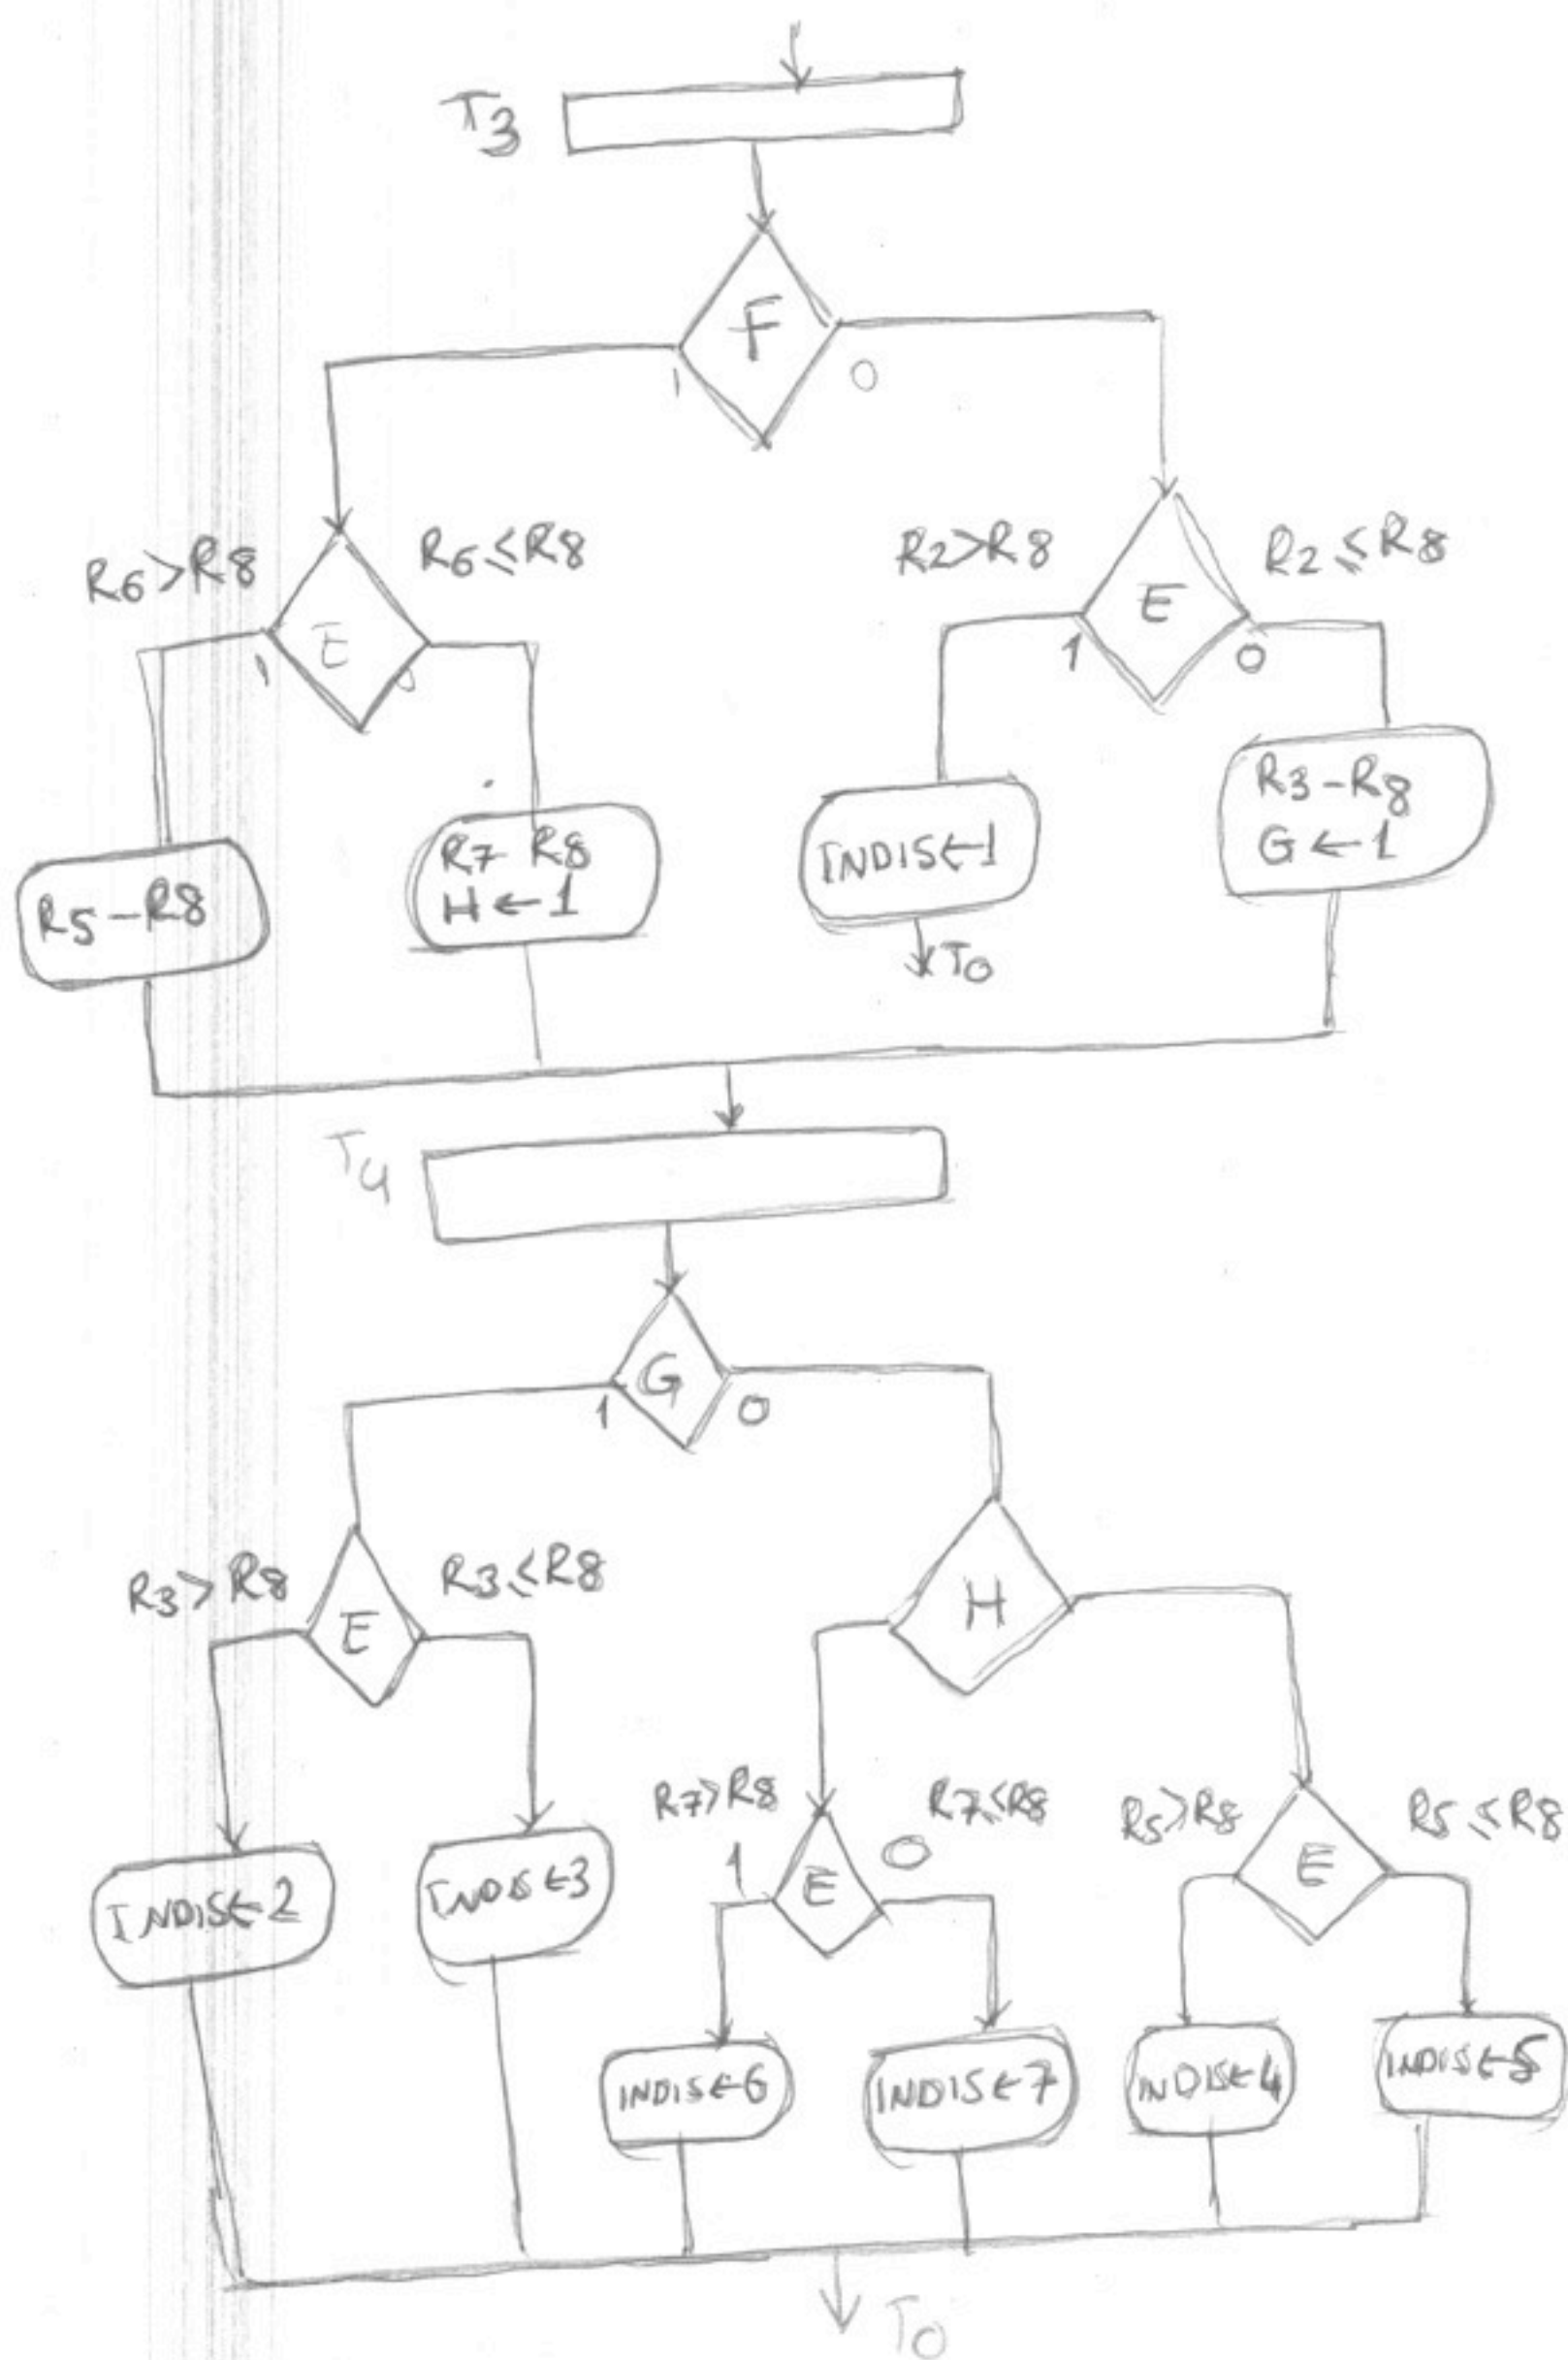 T3
F
1
0
R6>R8
R6≤R8
E
1
0
R2>R8
R2≤R8
E
1
0
R5-R8
R7 R8
H←1
INDIS←1
T0
R3-R8
G←1
T4
G
1
0
R3>R8
R3≤R8
E
H
INDIS←2
INDIS←3
R7>R8
R7≤R8
1
E
0
R5>R8
R5≤R8
E
INDIS←6
INDIS←7
INDIS←4
INDIS←5
T0